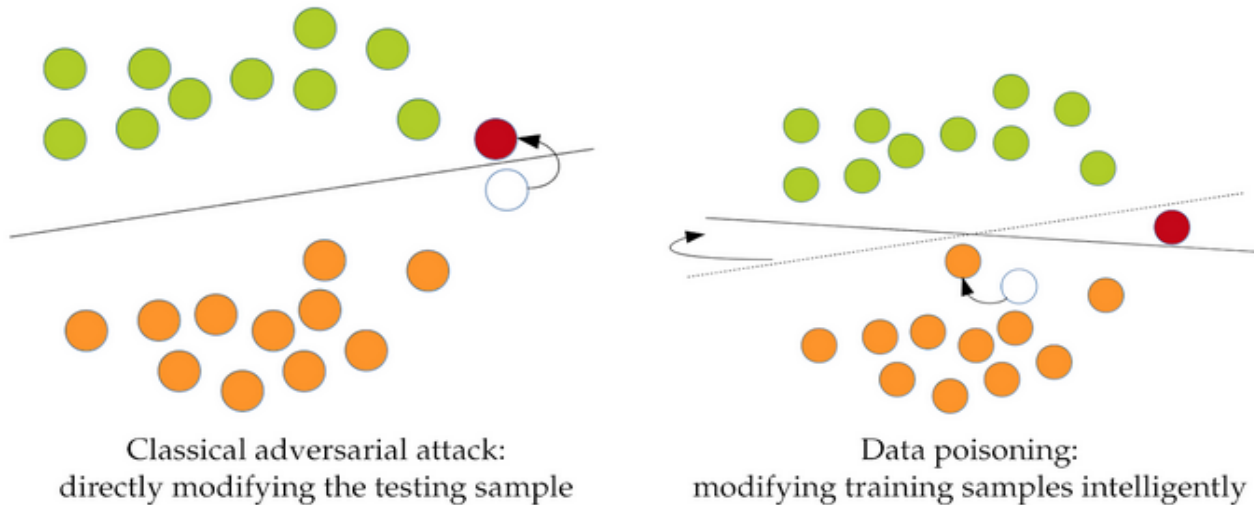 Classical adversarial attack:
directly modifying the testing sample
Data poisoning:
modifying training samples intelligently